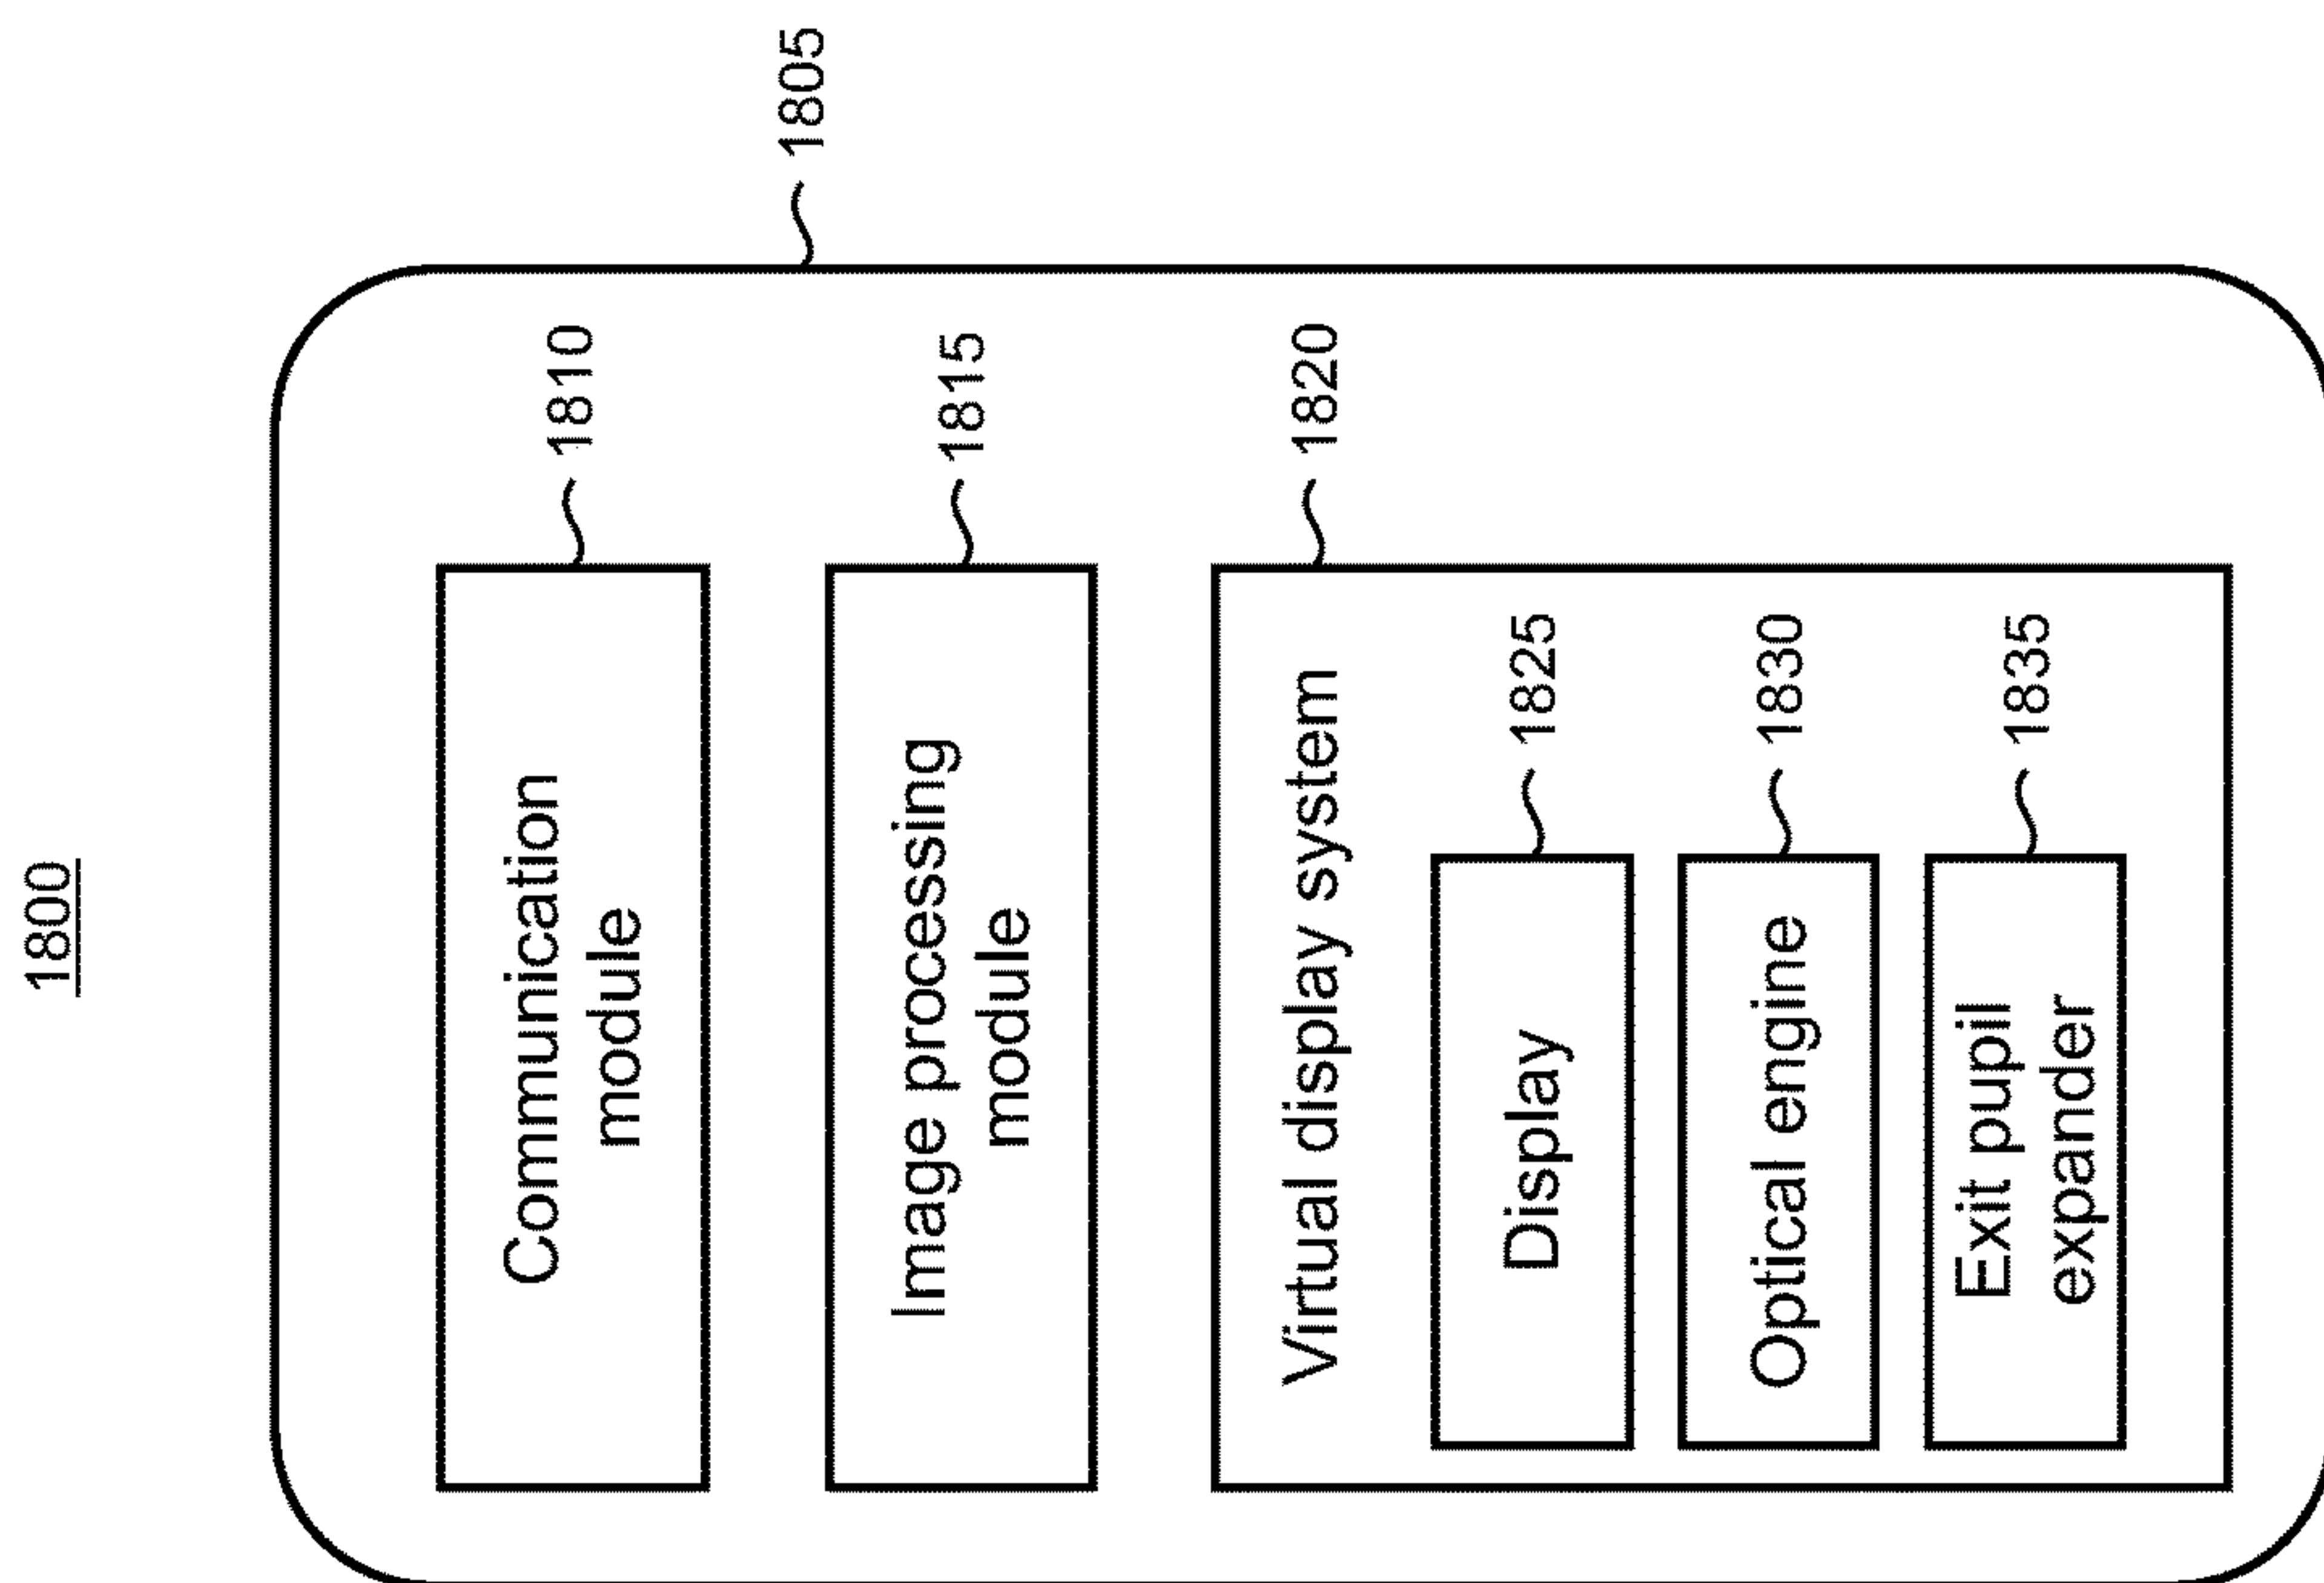 1800
1805
Communication
module
1810
Image processing
module
1815
Virtual display system
1820
Display
1825
Optical engine
1830
Exit pupil
expander
1835